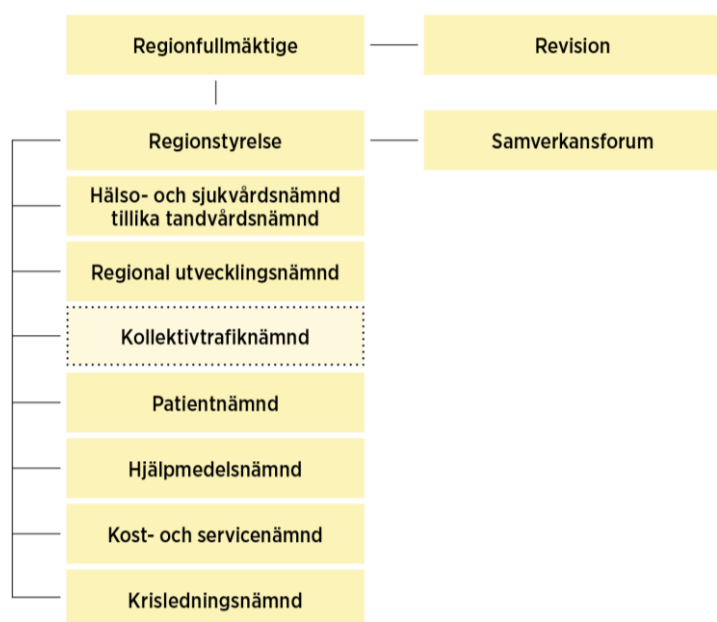 Regionfullmäktige
Revision
Regionstyrelse
Samverkansforum
Hälso- och sjukvårdsnämnd
tillika tandvårdsnämnd
Regional utvecklingsnämnd
Kollektivtrafiknämnd
Patientnämnd
Hjälpmedelsnämnd
Kost- och servicenämnd
Krisledningsnämnd